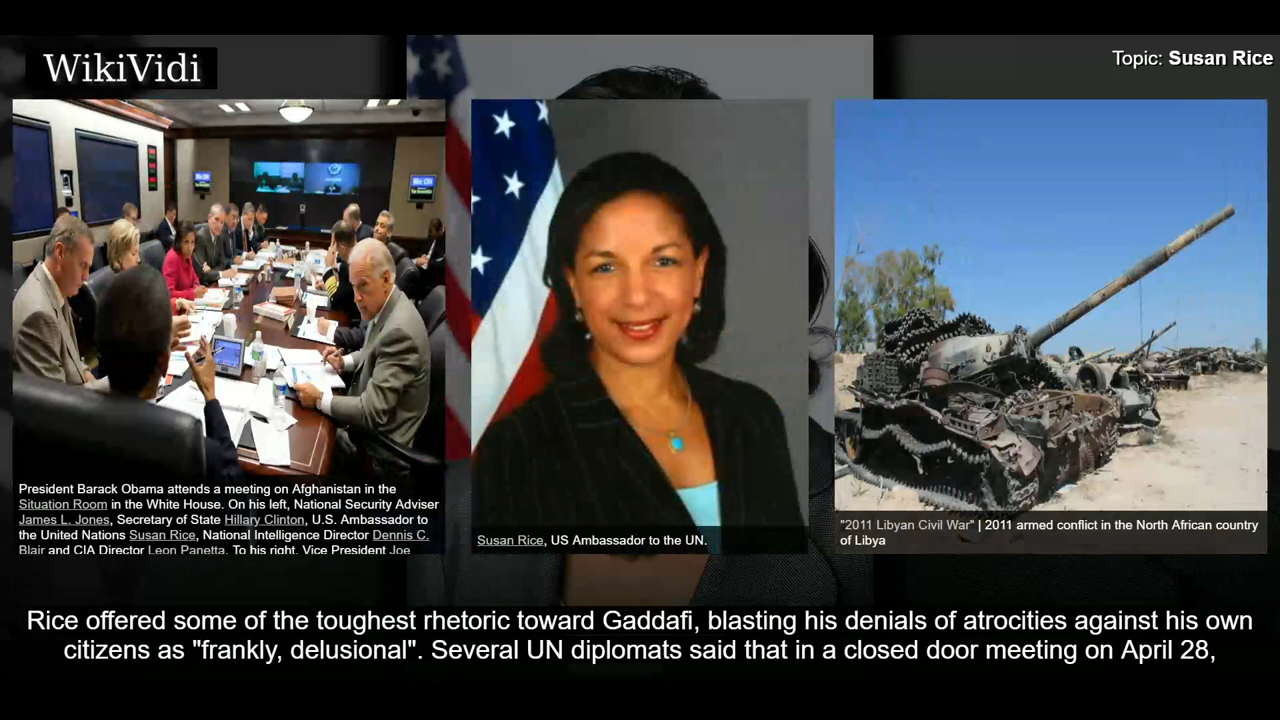 WikiVidi
Topic: Susan Rice
President Barack Obama attends a meeting on Afghanistan in the
Situation Room in the White House. On his left, National Security Adviser
James L. Jones, Secretary of State Hillary Clinton, U.S. Ambassador to
the United Nations Susan Rice, National Intelligence Director Dennis C.
Blair and CIA Director Leon Panetta. To his right, Vice President Joe
Susan Rice, US Ambassador to the UN.
"2011 Libyan Civil War" | 2011 armed conflict in the North African country
of Libya
Rice offered some of the toughest rhetoric toward Gaddafi, blasting his denials of atrocities against his own
citizens as "frankly, delusional". Several UN diplomats said that in a closed door meeting on April 28,